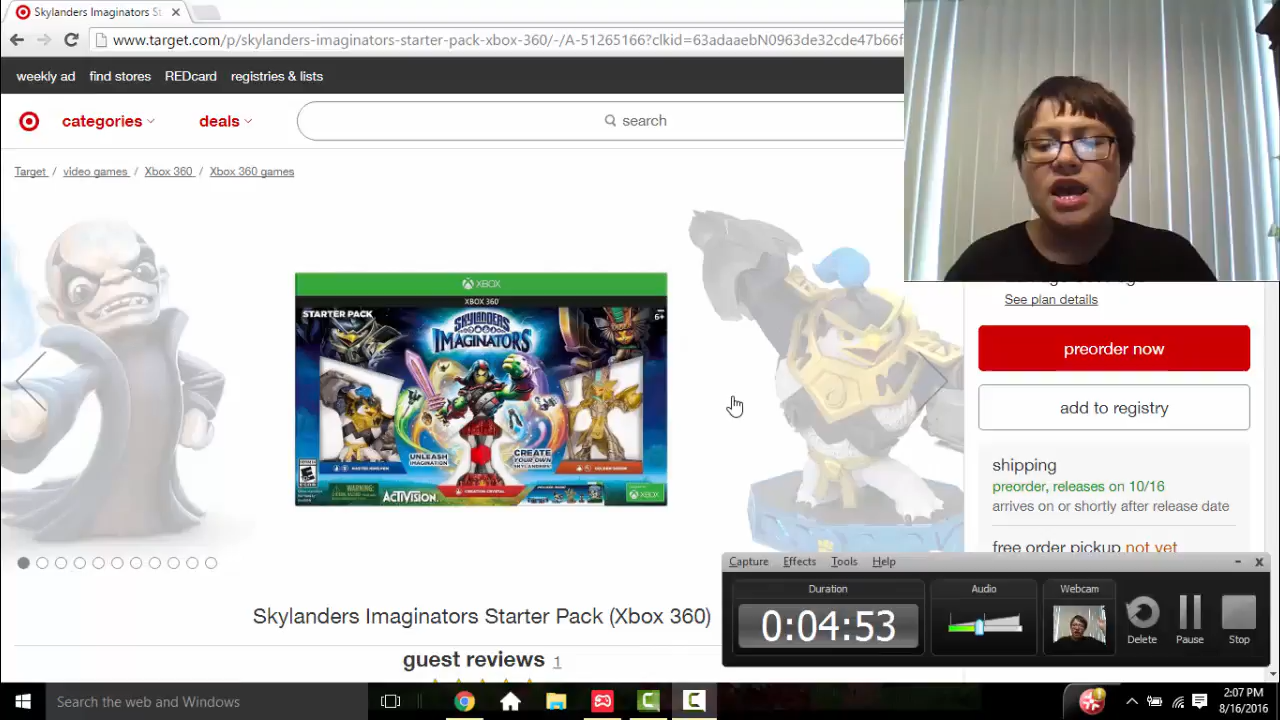 Skylanders Imaginators St
www.target.com/p/skylanders-imaginators-starter-pack-xbox-360/-/A-51265166?clkid=63adaaebN0963de32cde47b66f
weekly ad find stores REDcard registries & lists
categories deals search
Target / video games / Xbox 360 / Xbox 360 games
See plan details
XBOX
XBOX 360
STARTER PACK
6+
SKYLANDERS
IMAGINATORS
UNLEASH
IMAGINATION
CREATE
YOUR OWN
SKYLANDERS!
WARNING:
ACTIVISION
CREATION CRYSTAL
XBOX
preorder now
add to registry
shipping
preorder, releases on 10/16
arrives on or shortly after release date
free order pickup not yet
Skylanders Imaginators Starter Pack (Xbox 360)
guest reviews 1
Capture Effects Tools Help
Duration Audio Webcam
0:04:53
Delete Pause Stop
Search the web and Windows
2:07 PM
8/16/2016